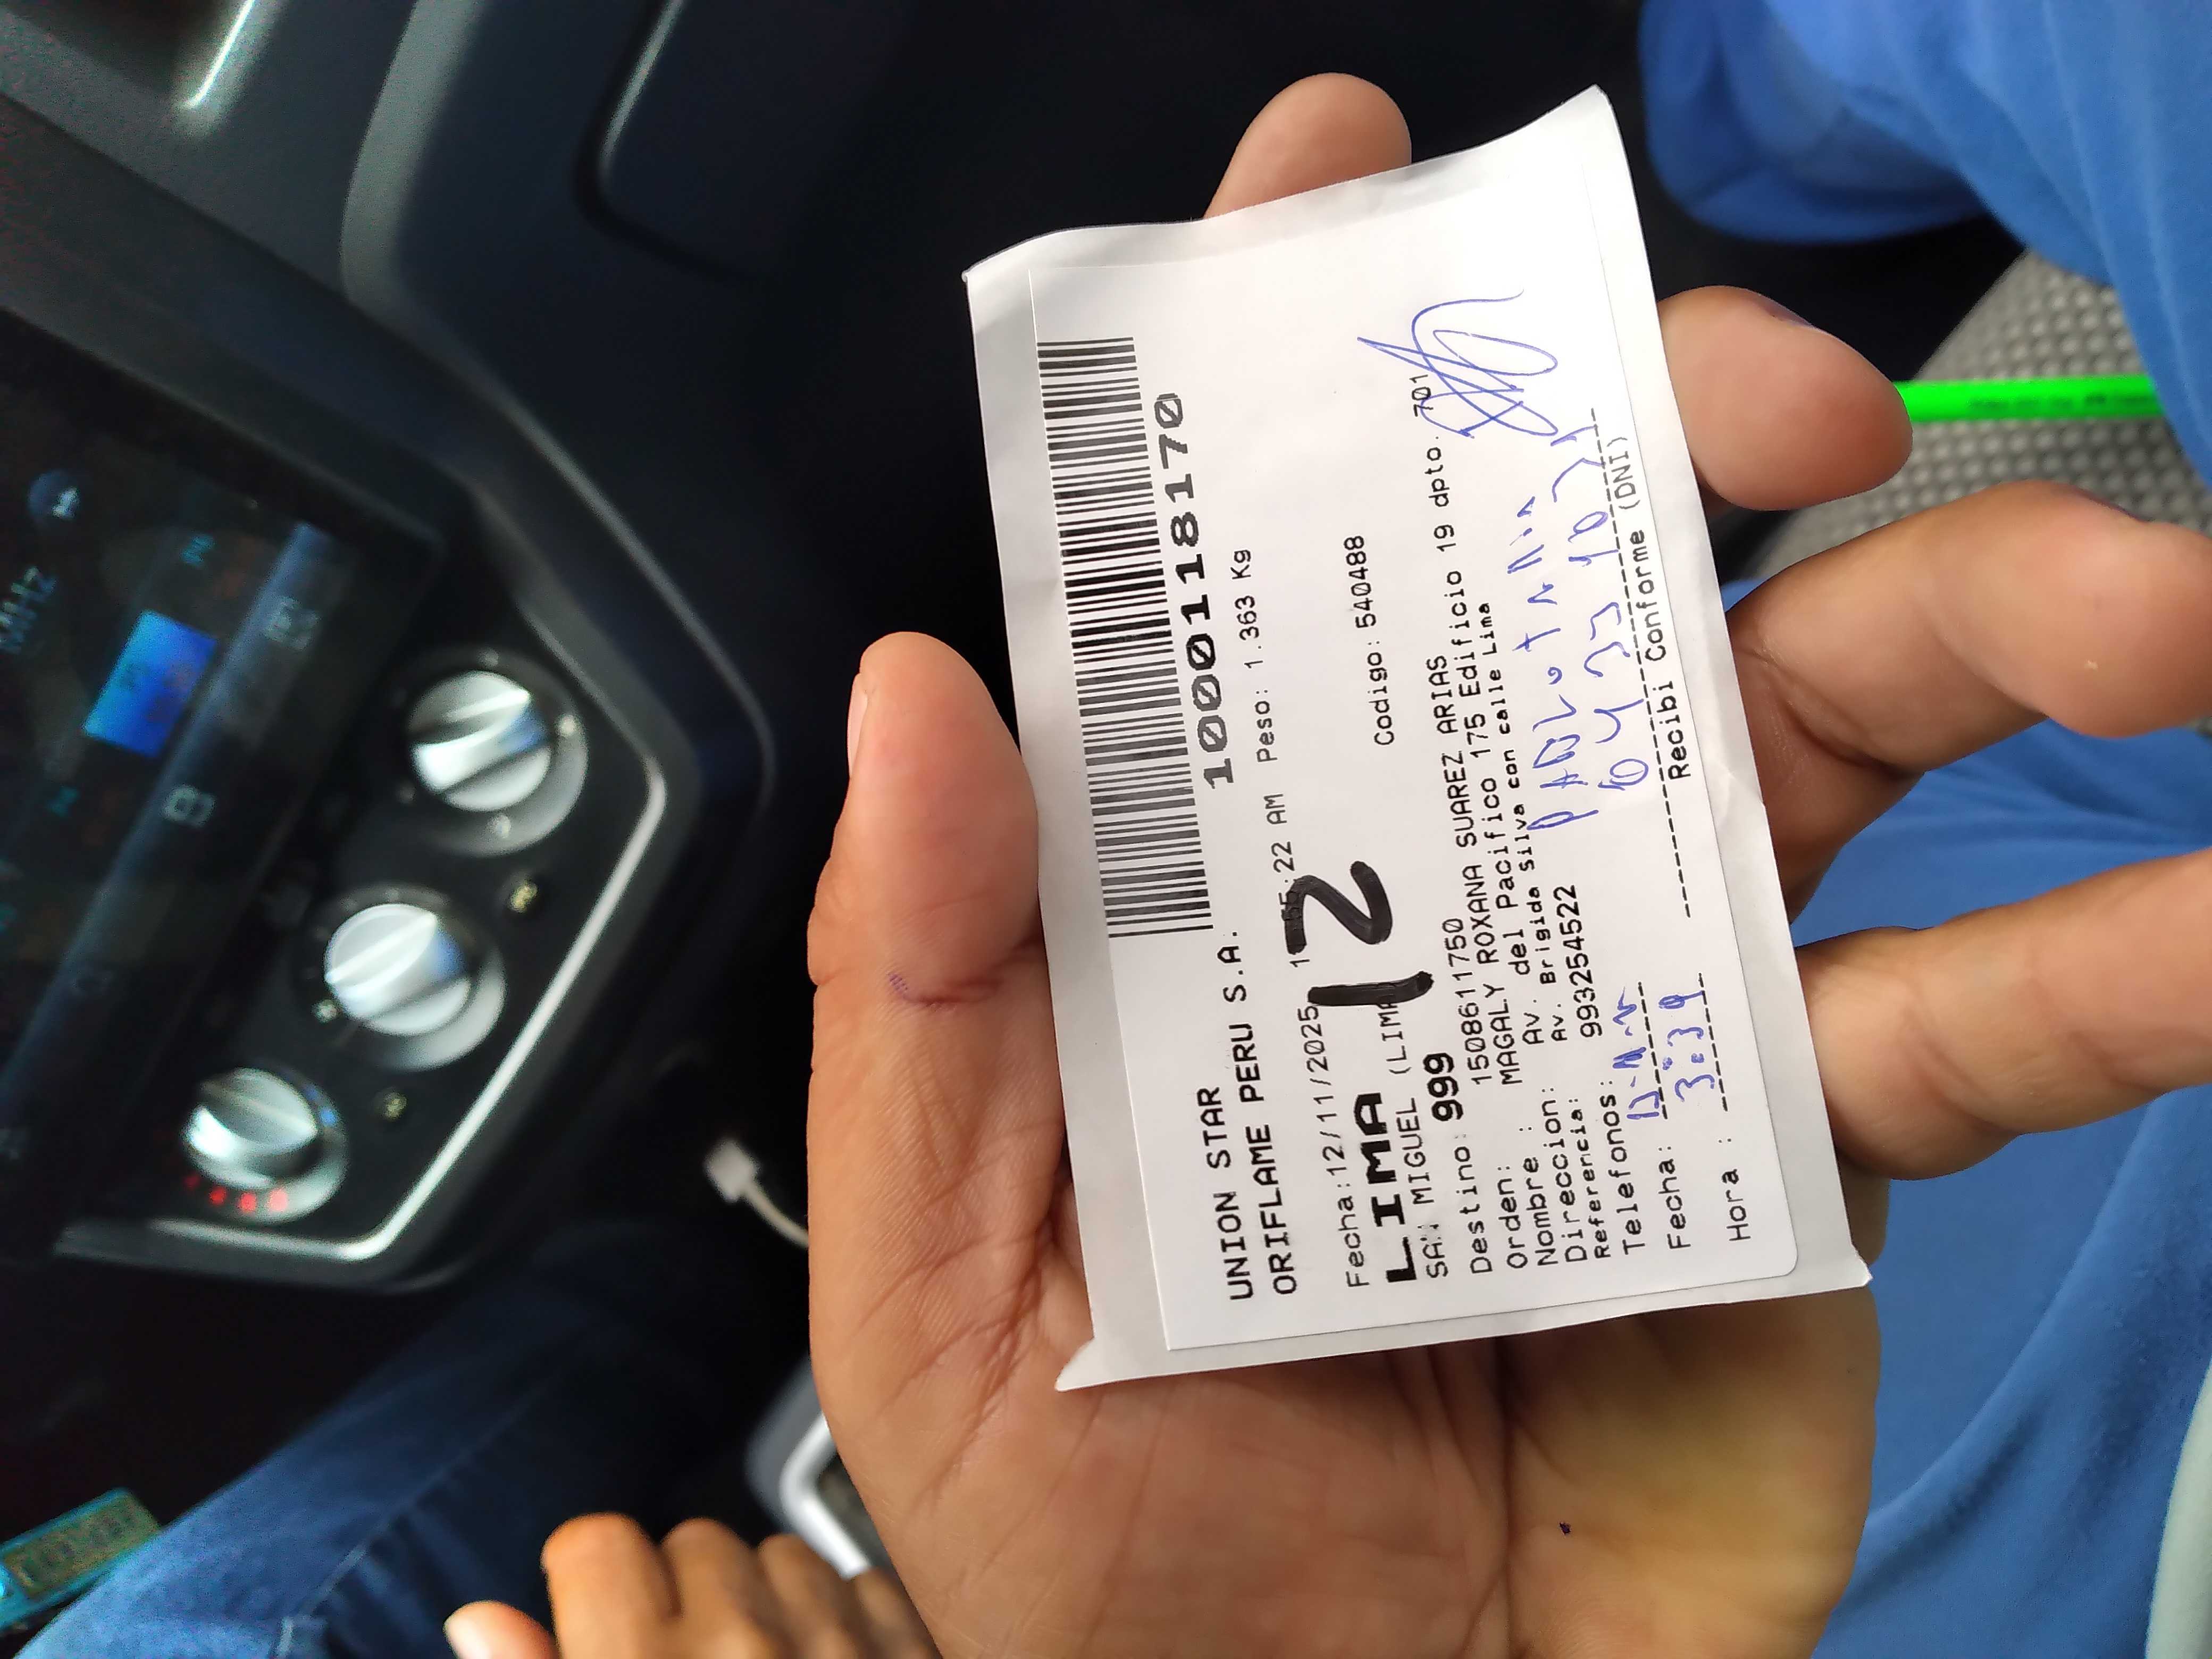 1000118170
UNION STAR
ORIFLAME PERU S.A.
Fecha:12/11/2025 22 AM Peso: 1.363 Kg
LIMA 12
SAN MIGUEL (LIMA Codigo: 540488
Destino: 999
Orden: 1508611750
Nombre : MAGALY ROXANA SUAREZ ARIAS
Direccion: Av. del Pacifico 175 Edificio 19 dpto. 701
Referencia: Av. Brigida silva con calle Lima
Telefonos: 993254522
Fecha:
Hora : 3:39
Recibi Conforme (DNI)
MHz